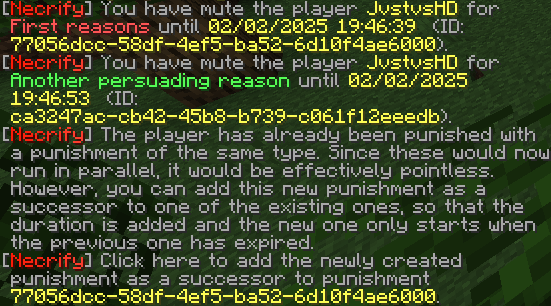 [Necrify] You have mute the player JvstvsHD for
First reasons until 02/02/2025 19:46:39 (ID:
77056dcc-58df-4ef5-ba52-6d10f4ae6000).
[Necrify] You have mute the player JvstvsHD for
Another persuading reason until 02/02/2025
19:46:53 (ID:
ca3247ac-cb42-45b8-b739-c061f12eeedb).
[Necrify] The player has already been punished with
a punishment of the same type. Since these would now
run in parallel, it would be effectively pointless.
However, you can add this new punishment as a
successor to one of the existing ones, so that the
duration is added and the new one only starts when
the previous one has expired.
[Necrify] Click here to add the newly created
punishment as a successor to punishment
77056dcc-58df-4ef5-ba52-6d10f4ae6000.